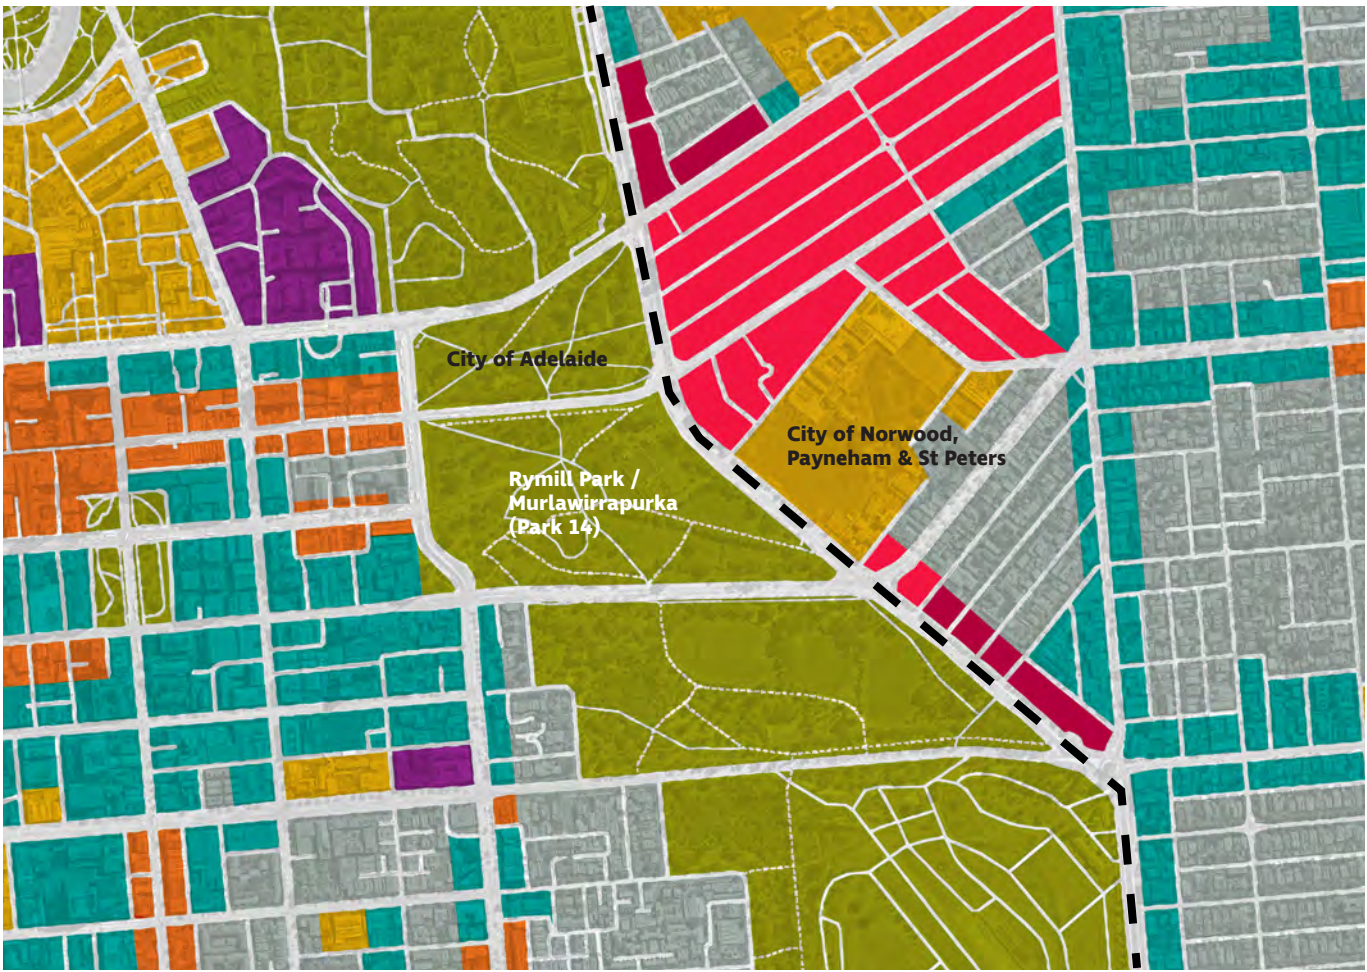 City of Adelaide
City of Norwood,
Payneham & St Peters
Rymill Park /
Murlawirrapurka
(Park 14)